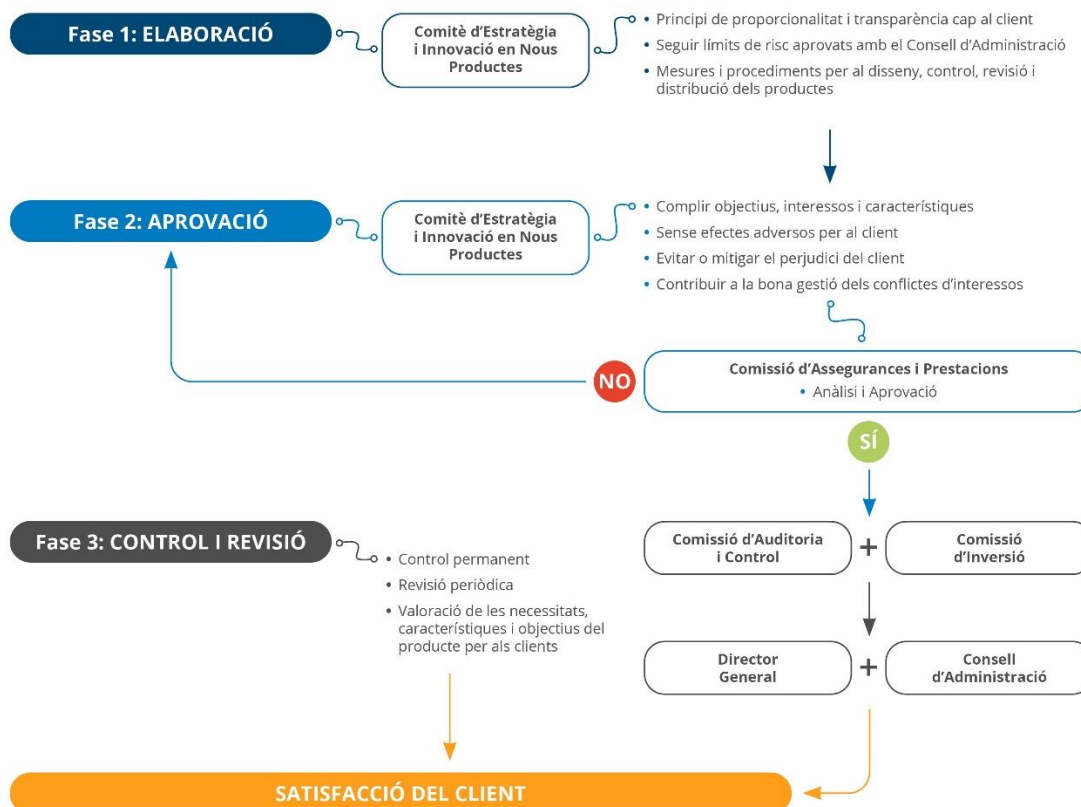 Fase 1: ELABORACIÓ
Comitè d’Estratègia
i Innovació en Nous
Productes
• Principi de proporcionalitat i transparència cap al client
• Seguir límits de risc aprovats amb el Consell d’Administració
• Mesures i procediments per al disseny, control, revisió i
distribució dels productes
Fase 2: APROVACIÓ
Comitè d’Estratègia
i Innovació en Nous
Productes
• Complir objectius, interessos i característiques
• Sense efectes adversos per al client
• Evitar o mitigar el perjudici del client
• Contribuir a la bona gestió dels conflictes d’interessos
NO
Comissió d’Assegurances i Prestacions
• Anàlisi i Aprovació
SÍ
Fase 3: CONTROL I REVISIÓ
• Control permanent
• Revisió periòdica
• Valoració de les necessitats,
característiques i objectius del
producte per als clients
Comissió d’Auditoria
i Control
+
Comissió
d’Inversió
Director
General
+
Consell
d’Administració
SATISFACCIÓ DEL CLIENT